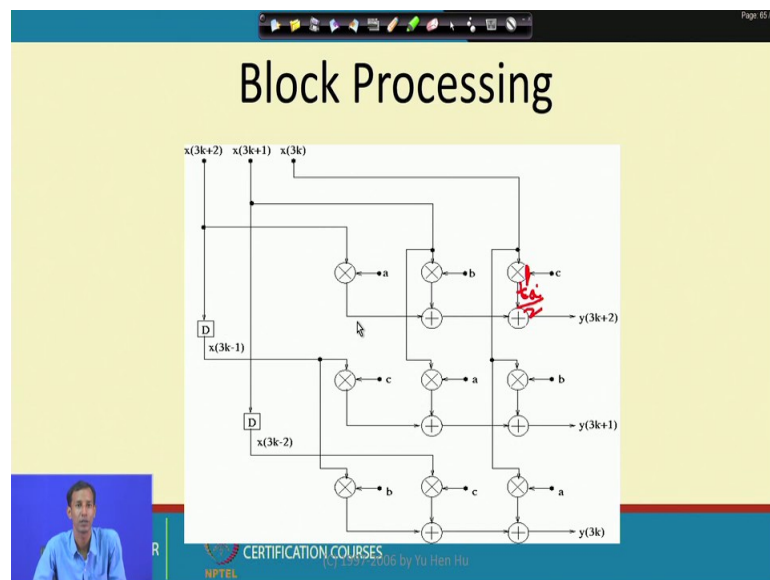 Page: 65
Block Processing
x(3k+2) x(3k+1) x(3k)
a
b
c
y(3k+2)
D
x(3k-1)
c
a
b
y(3k+1)
D
x(3k-2)
b
c
a
y(3k)
R
CERTIFICATION COURSES
(C) 1997-2006 by Yu Hen Hu
NPTEL